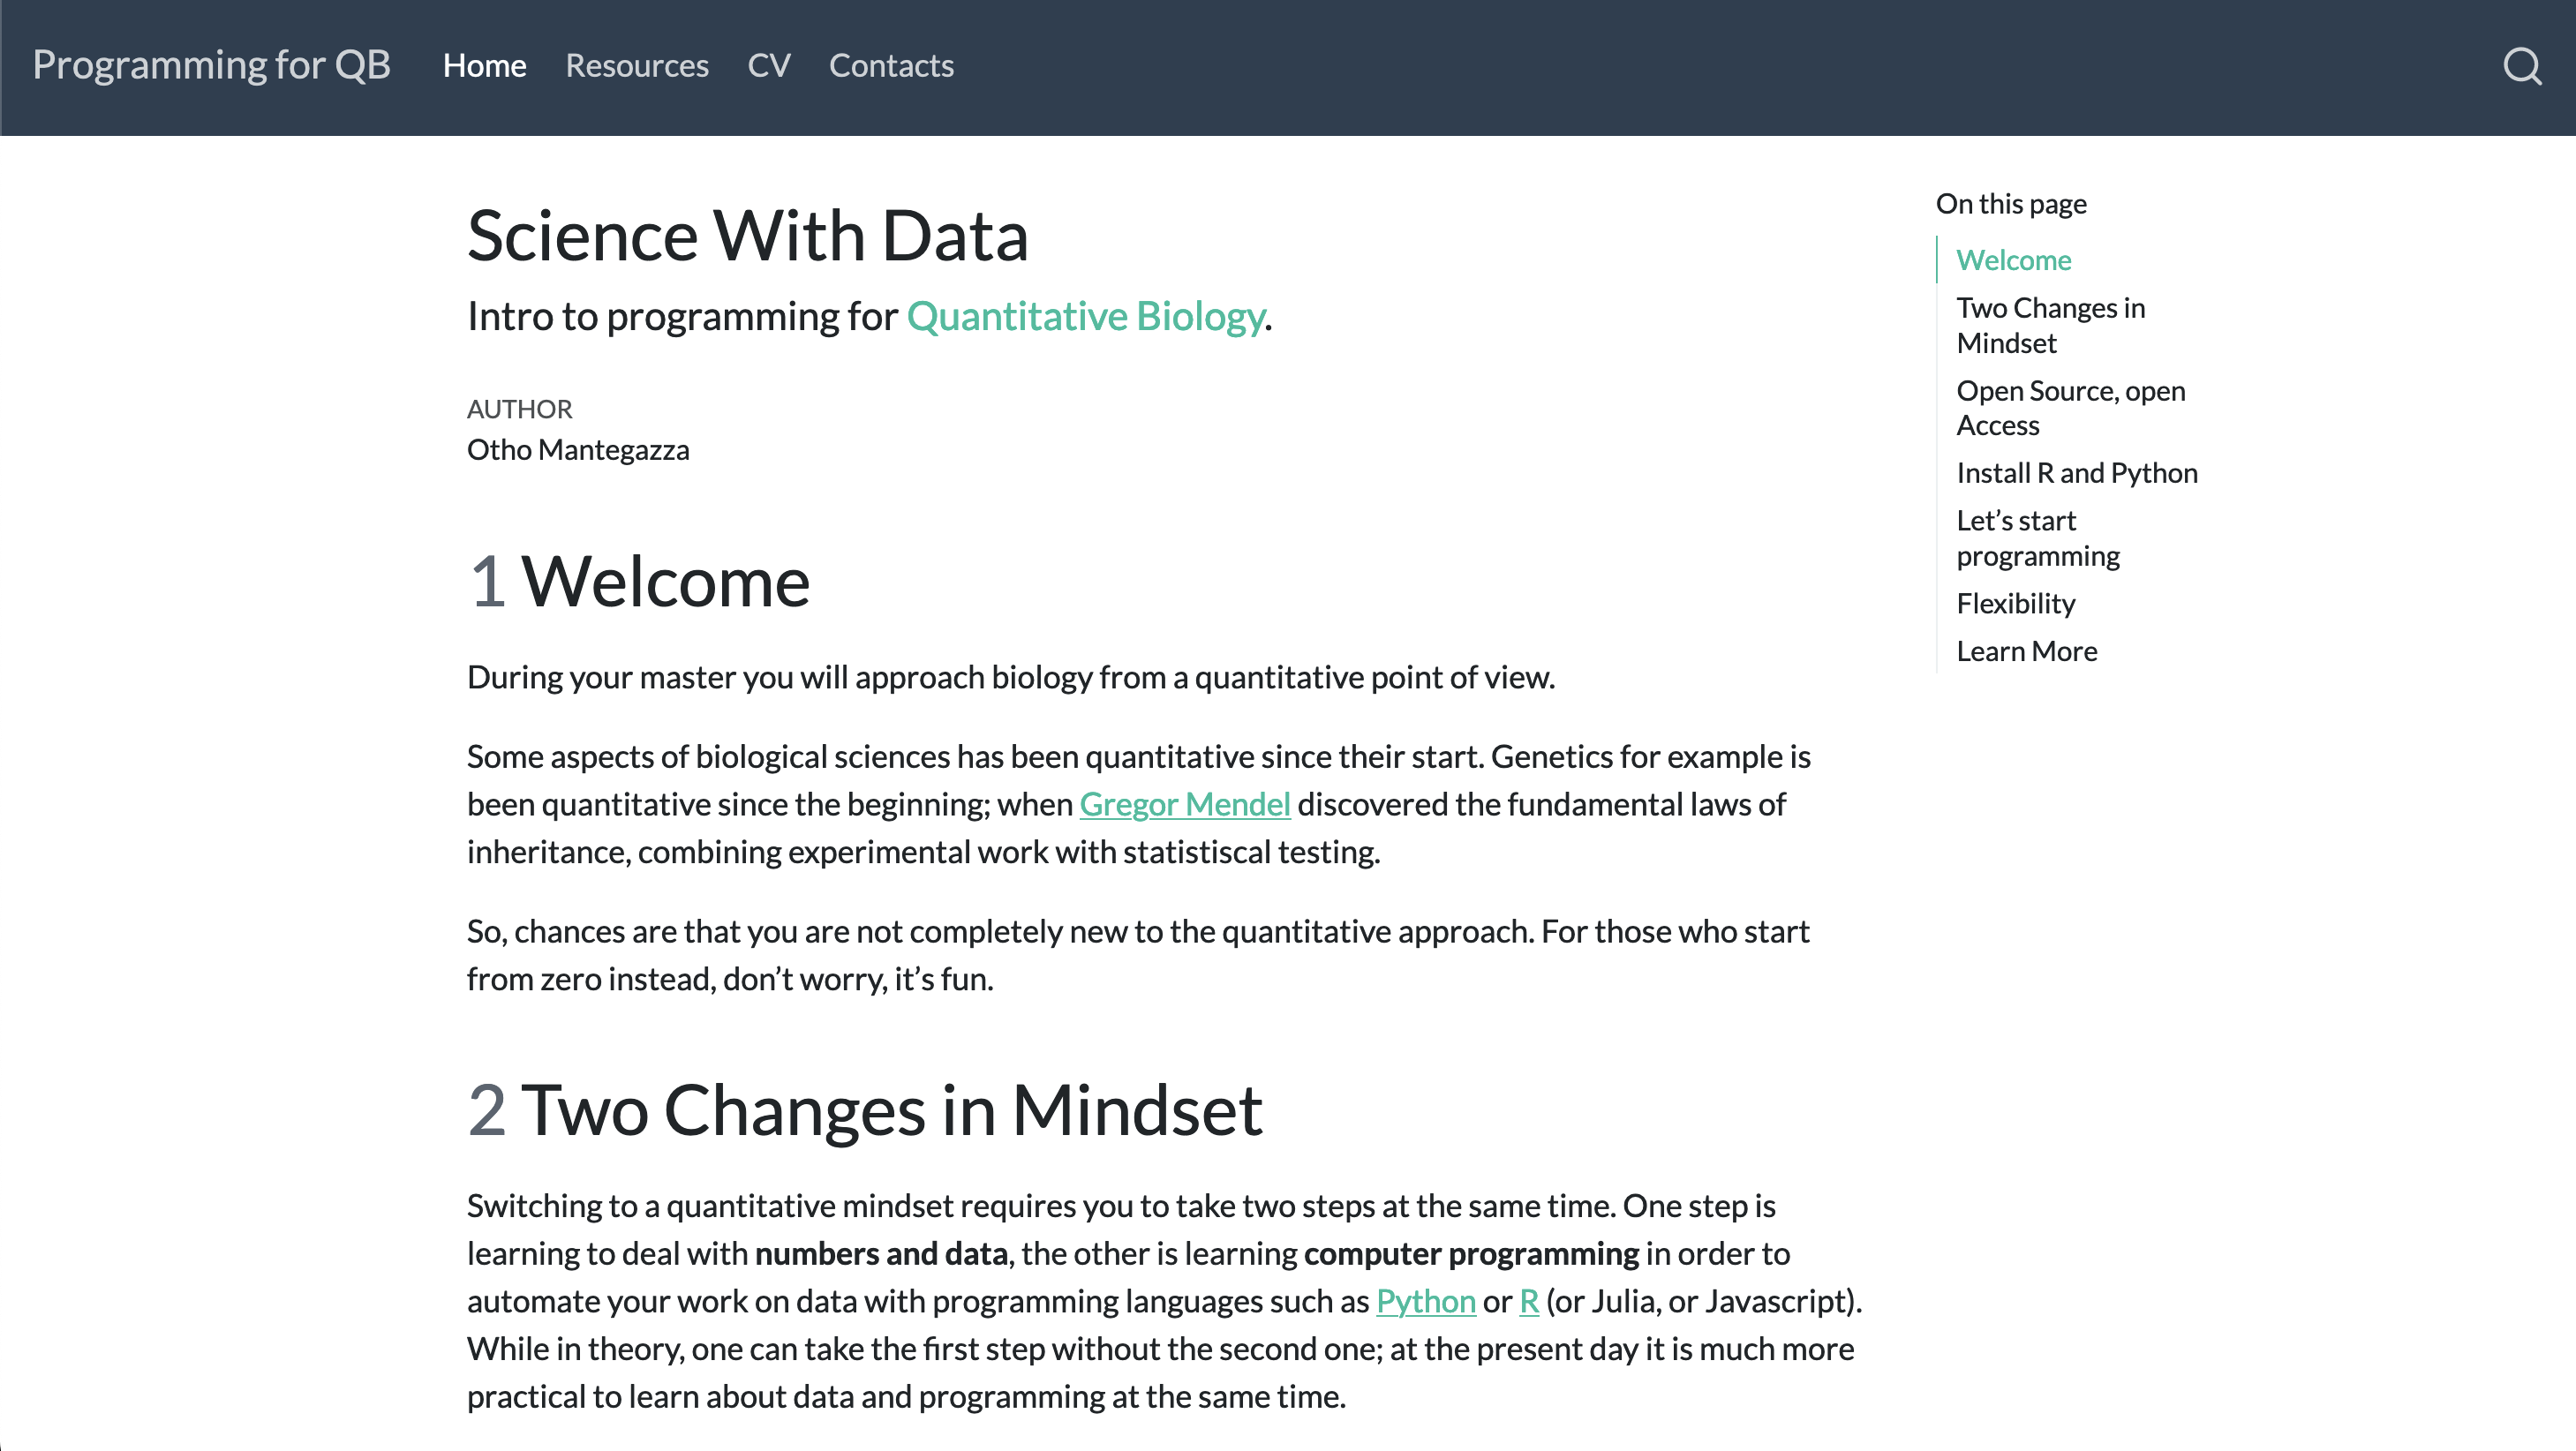 Programming for QB Home Resources CV Contacts
Science With Data
Intro to programming for Quantitative Biology.
AUTHOR
Otho Mantegazza
1 Welcome
During your master you will approach biology from a quantitative point of view.
Some aspects of biological sciences has been quantitative since their start. Genetics for example is
been quantitative since the beginning; when Gregor Mendel discovered the fundamental laws of
inheritance, combining experimental work with statistiscal testing.
So, chances are that you are not completely new to the quantitative approach. For those who start
from zero instead, don’t worry, it’s fun.
2 Two Changes in Mindset
Switching to a quantitative mindset requires you to take two steps at the same time. One step is
learning to deal with numbers and data, the other is learning computer programming in order to
automate your work on data with programming languages such as Python or R (or Julia, or Javascript).
While in theory, one can take the first step without the second one; at the present day it is much more
practical to learn about data and programming at the same time.
On this page
Welcome
Two Changes in
Mindset
Open Source, open
Access
Install R and Python
Let’s start
programming
Flexibility
Learn More